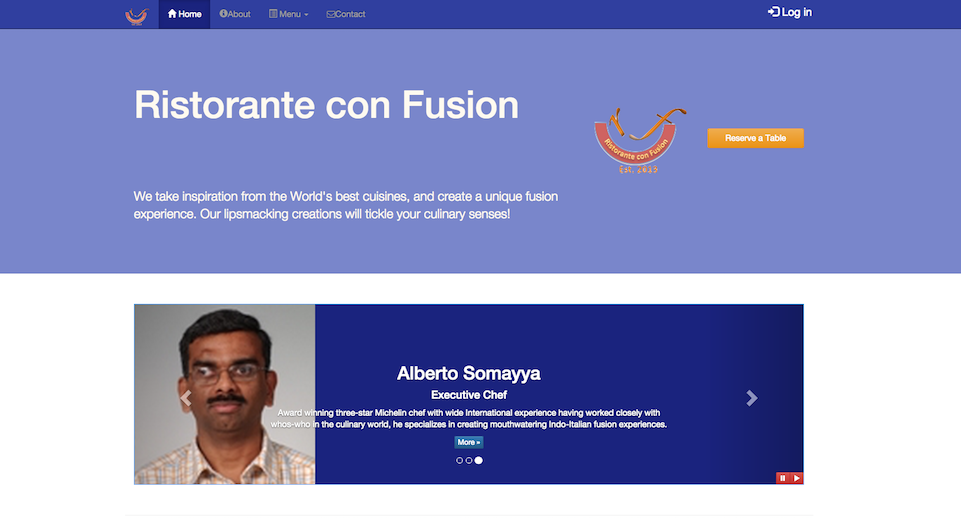 Home About Menu Contact Log in
Ristorante con Fusion
Ristorante con Fusion
Est. 2013
Reserve a Table
We take inspiration from the World's best cuisines, and create a unique fusion
experience. Our lipsmacking creations will tickle your culinary senses!
Alberto Somayya
Executive Chef
Award winning three-star Michelin chef with wide International experience having worked closely with
whos-who in the culinary world, he specializes in creating mouthwatering Indo-Italian fusion experiences.
More »